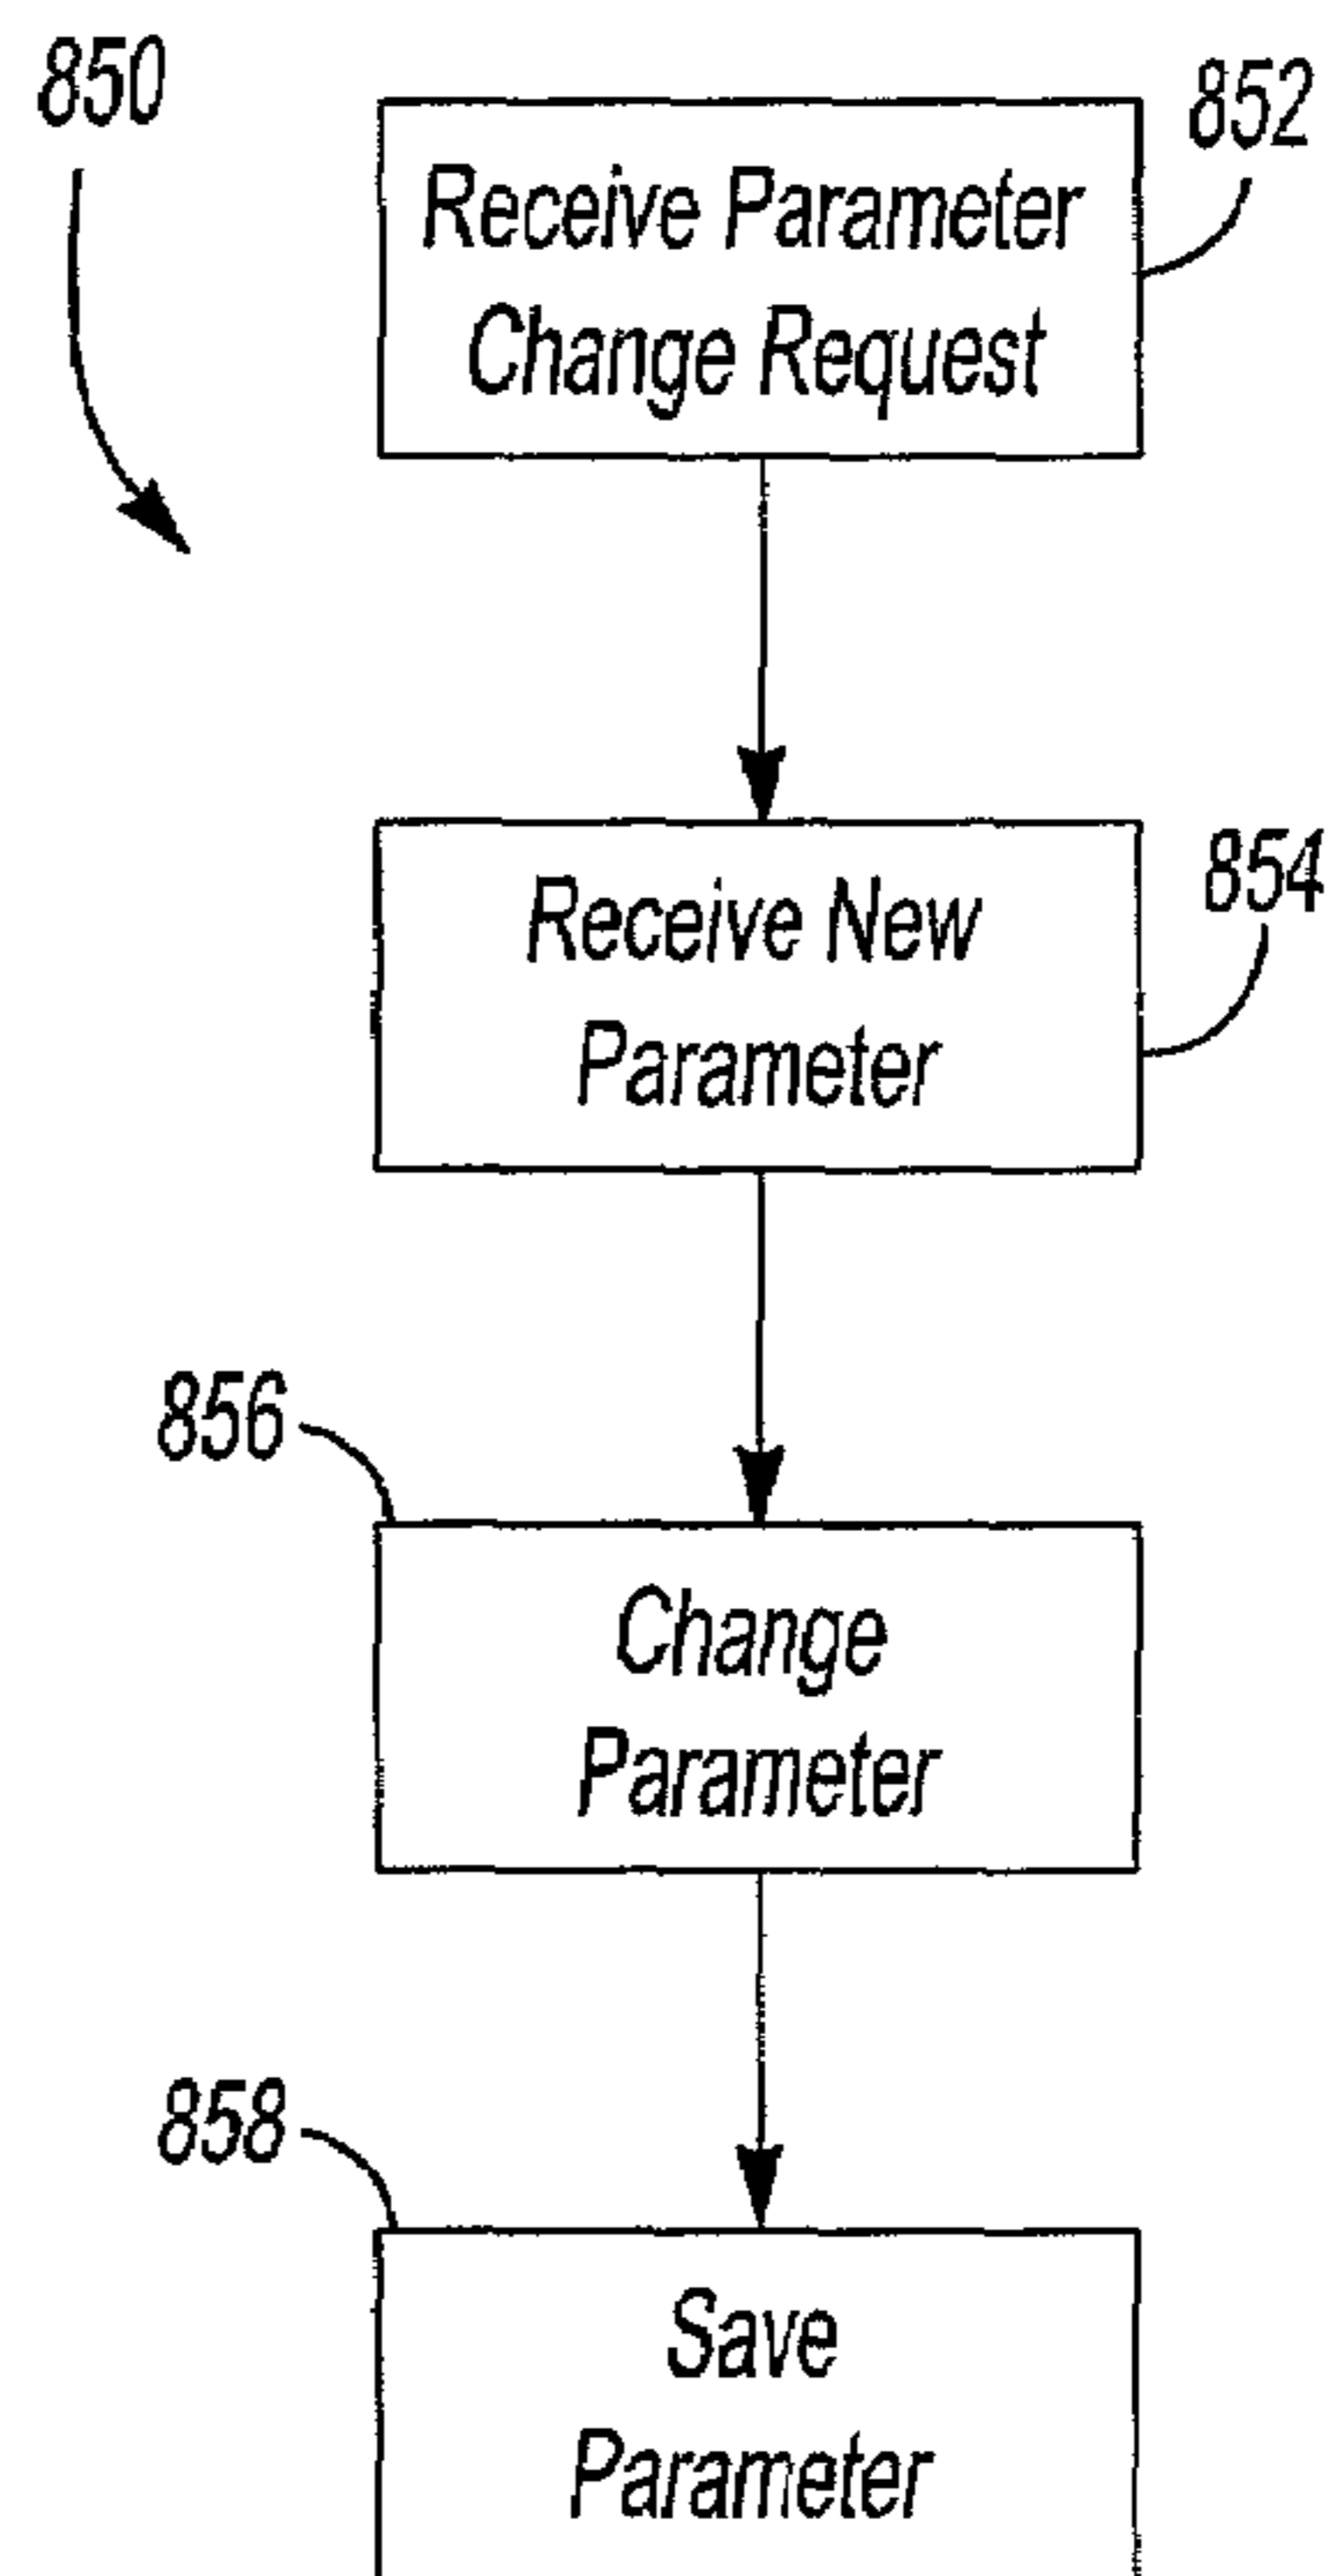 850
852
Receive Parameter
Change Request
854
Receive New
Parameter
856
Change
Parameter
858
Save
Parameter